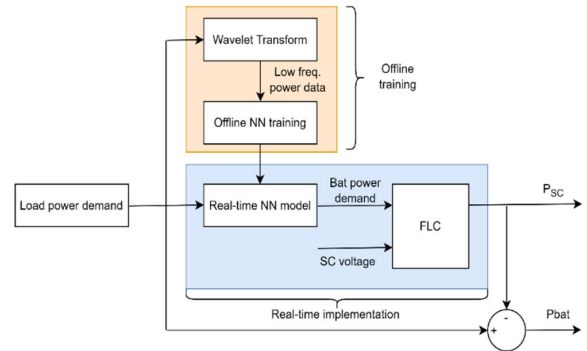 Wavelet Transform
Low freq.
power data
Offline NN training
Offline
training
Load power demand
Real-time NN model
Bat power
demand
SC voltage
FLC
PSC
Real-time implementation
-
+
Pbat